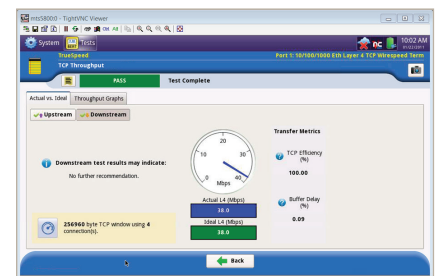 mts5800:0 - TightVNC Viewer
System Tests
10:02 AM
TrueSpeed
Port 1: 10/100/1000 Eth Layer 4 TCP Wirespeed Term
TCP Throughput
PASS Test Complete
Actual vs. Ideal Throughput Graphs
Upstream Downstream
Transfer Metrics
20
10 30
0 40
Mbps
TCP Efficiency
(%)
100.00
Downstream test results may indicate:
No further recommendation.
Actual L4 (Mbps)
38.0
Buffer Delay
(%)
0.09
Ideal L4 (Mbps)
38.0
256960 byte TCP window using 4
connection(s).
Back